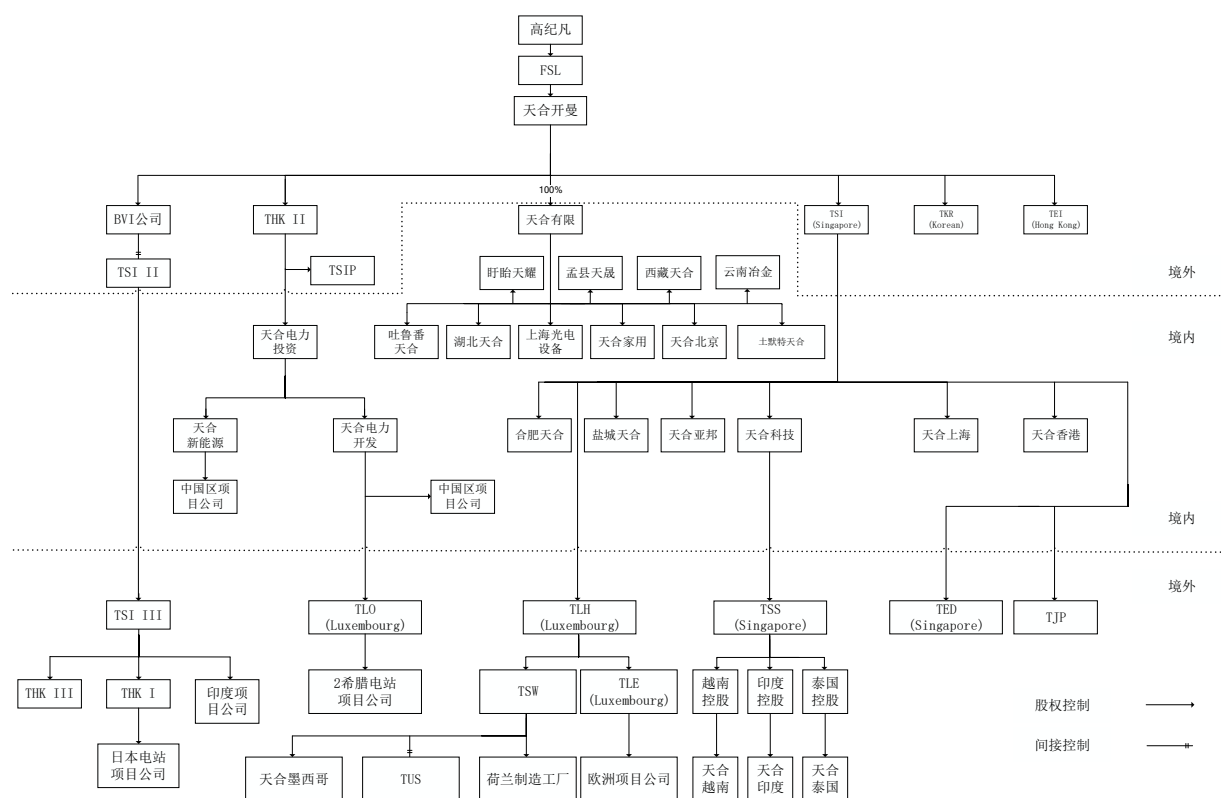 高纪凡
FSL
天合开曼
100%
BVI公司
THK II
天合有限
TSI
(Singapore)
TKR
(Korean)
TEI
(Hong Kong)
TSI II
TSIP
盱眙天耀
孟县天晟
西藏天合
云南冶金
境外
天合电力
投资
吐鲁番
天合
湖北天合
上海光电
设备
天合家用
天合北京
土默特天合
境内
天合
新能源
天合电力
开发
合肥天合
盐城天合
天合亚邦
天合科技
天合上海
天合香港
中国区项
目公司
中国区项
目公司
境内
境外
TSI III
TLO
(Luxembourg)
TLH
(Luxembourg)
TSS
(Singapore)
TED
(Singapore)
TJP
THK III
THK I
印度项
目公司
2希腊电站
项目公司
TSW
TLE
(Luxembourg)
越南
控股
印度
控股
泰国
控股
股权控制
间接控制
日本电站
项目公司
天合墨西哥
TUS
荷兰制造工厂
欧洲项目公司
天合
越南
天合
印度
天合
泰国